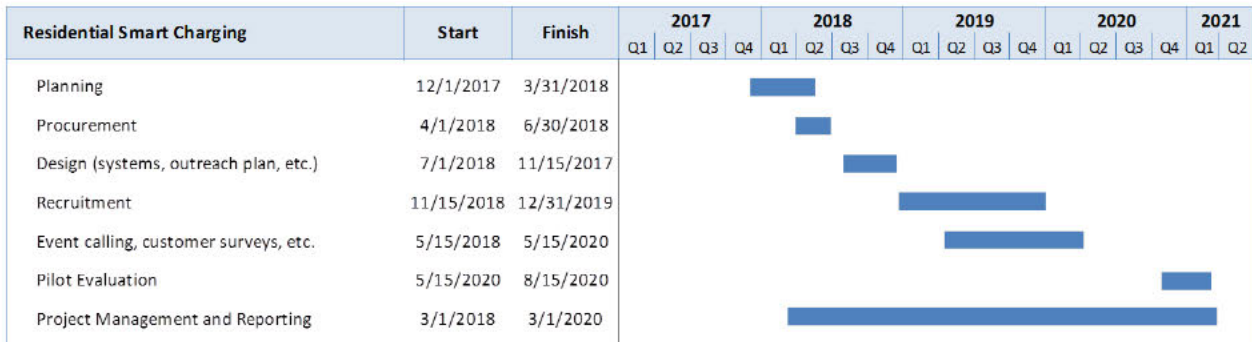 Residential Smart Charging Start Finish 2017 2018 2019 2020 2021
Q1 Q2 Q3 Q4 Q1 Q2 Q3 Q4 Q1 Q2 Q3 Q4 Q1 Q2 Q3 Q4 Q1 Q2
Planning 12/1/2017 3/31/2018
Procurement 4/1/2018 6/30/2018
Design (systems, outreach plan, etc.) 7/1/2018 11/15/2017
Recruitment 11/15/2018 12/31/2019
Event calling, customer surveys, etc. 5/15/2018 5/15/2020
Pilot Evaluation 5/15/2020 8/15/2020
Project Management and Reporting 3/1/2018 3/1/2020